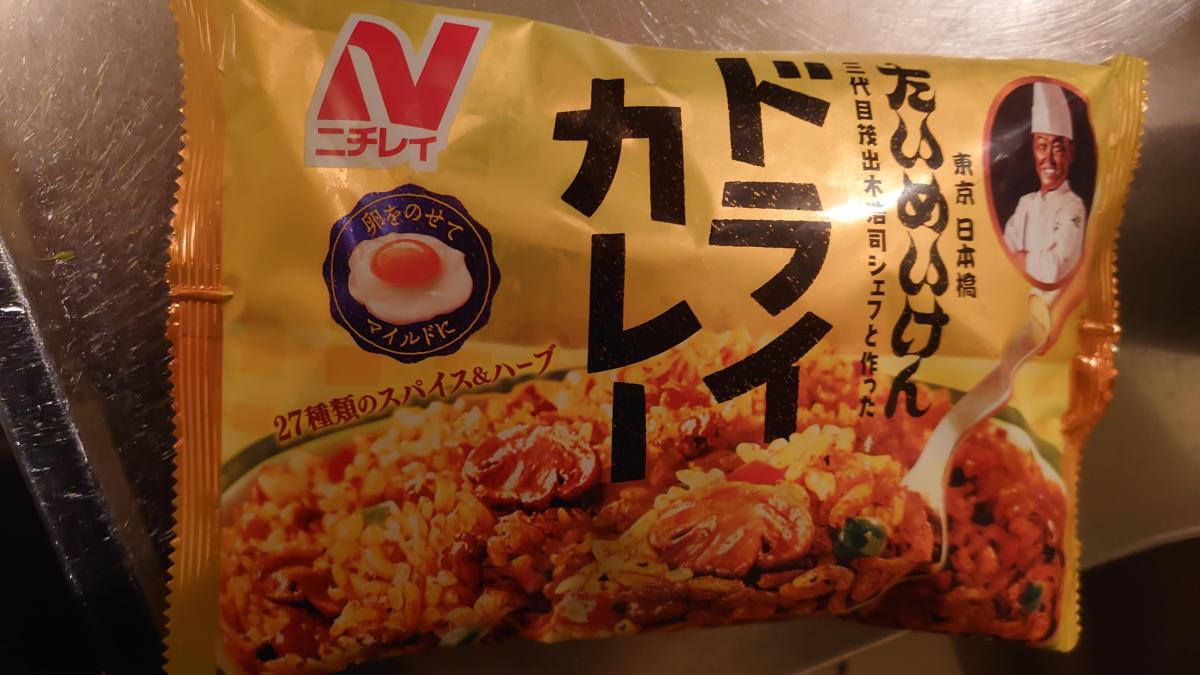 ニチレイ
ドライ
カレー
東京 日本橋
たいめいけん
三代目茂出木浩司シェフと作った
卵をのせて
マイルドに
27種類のスパイス&ハーブ